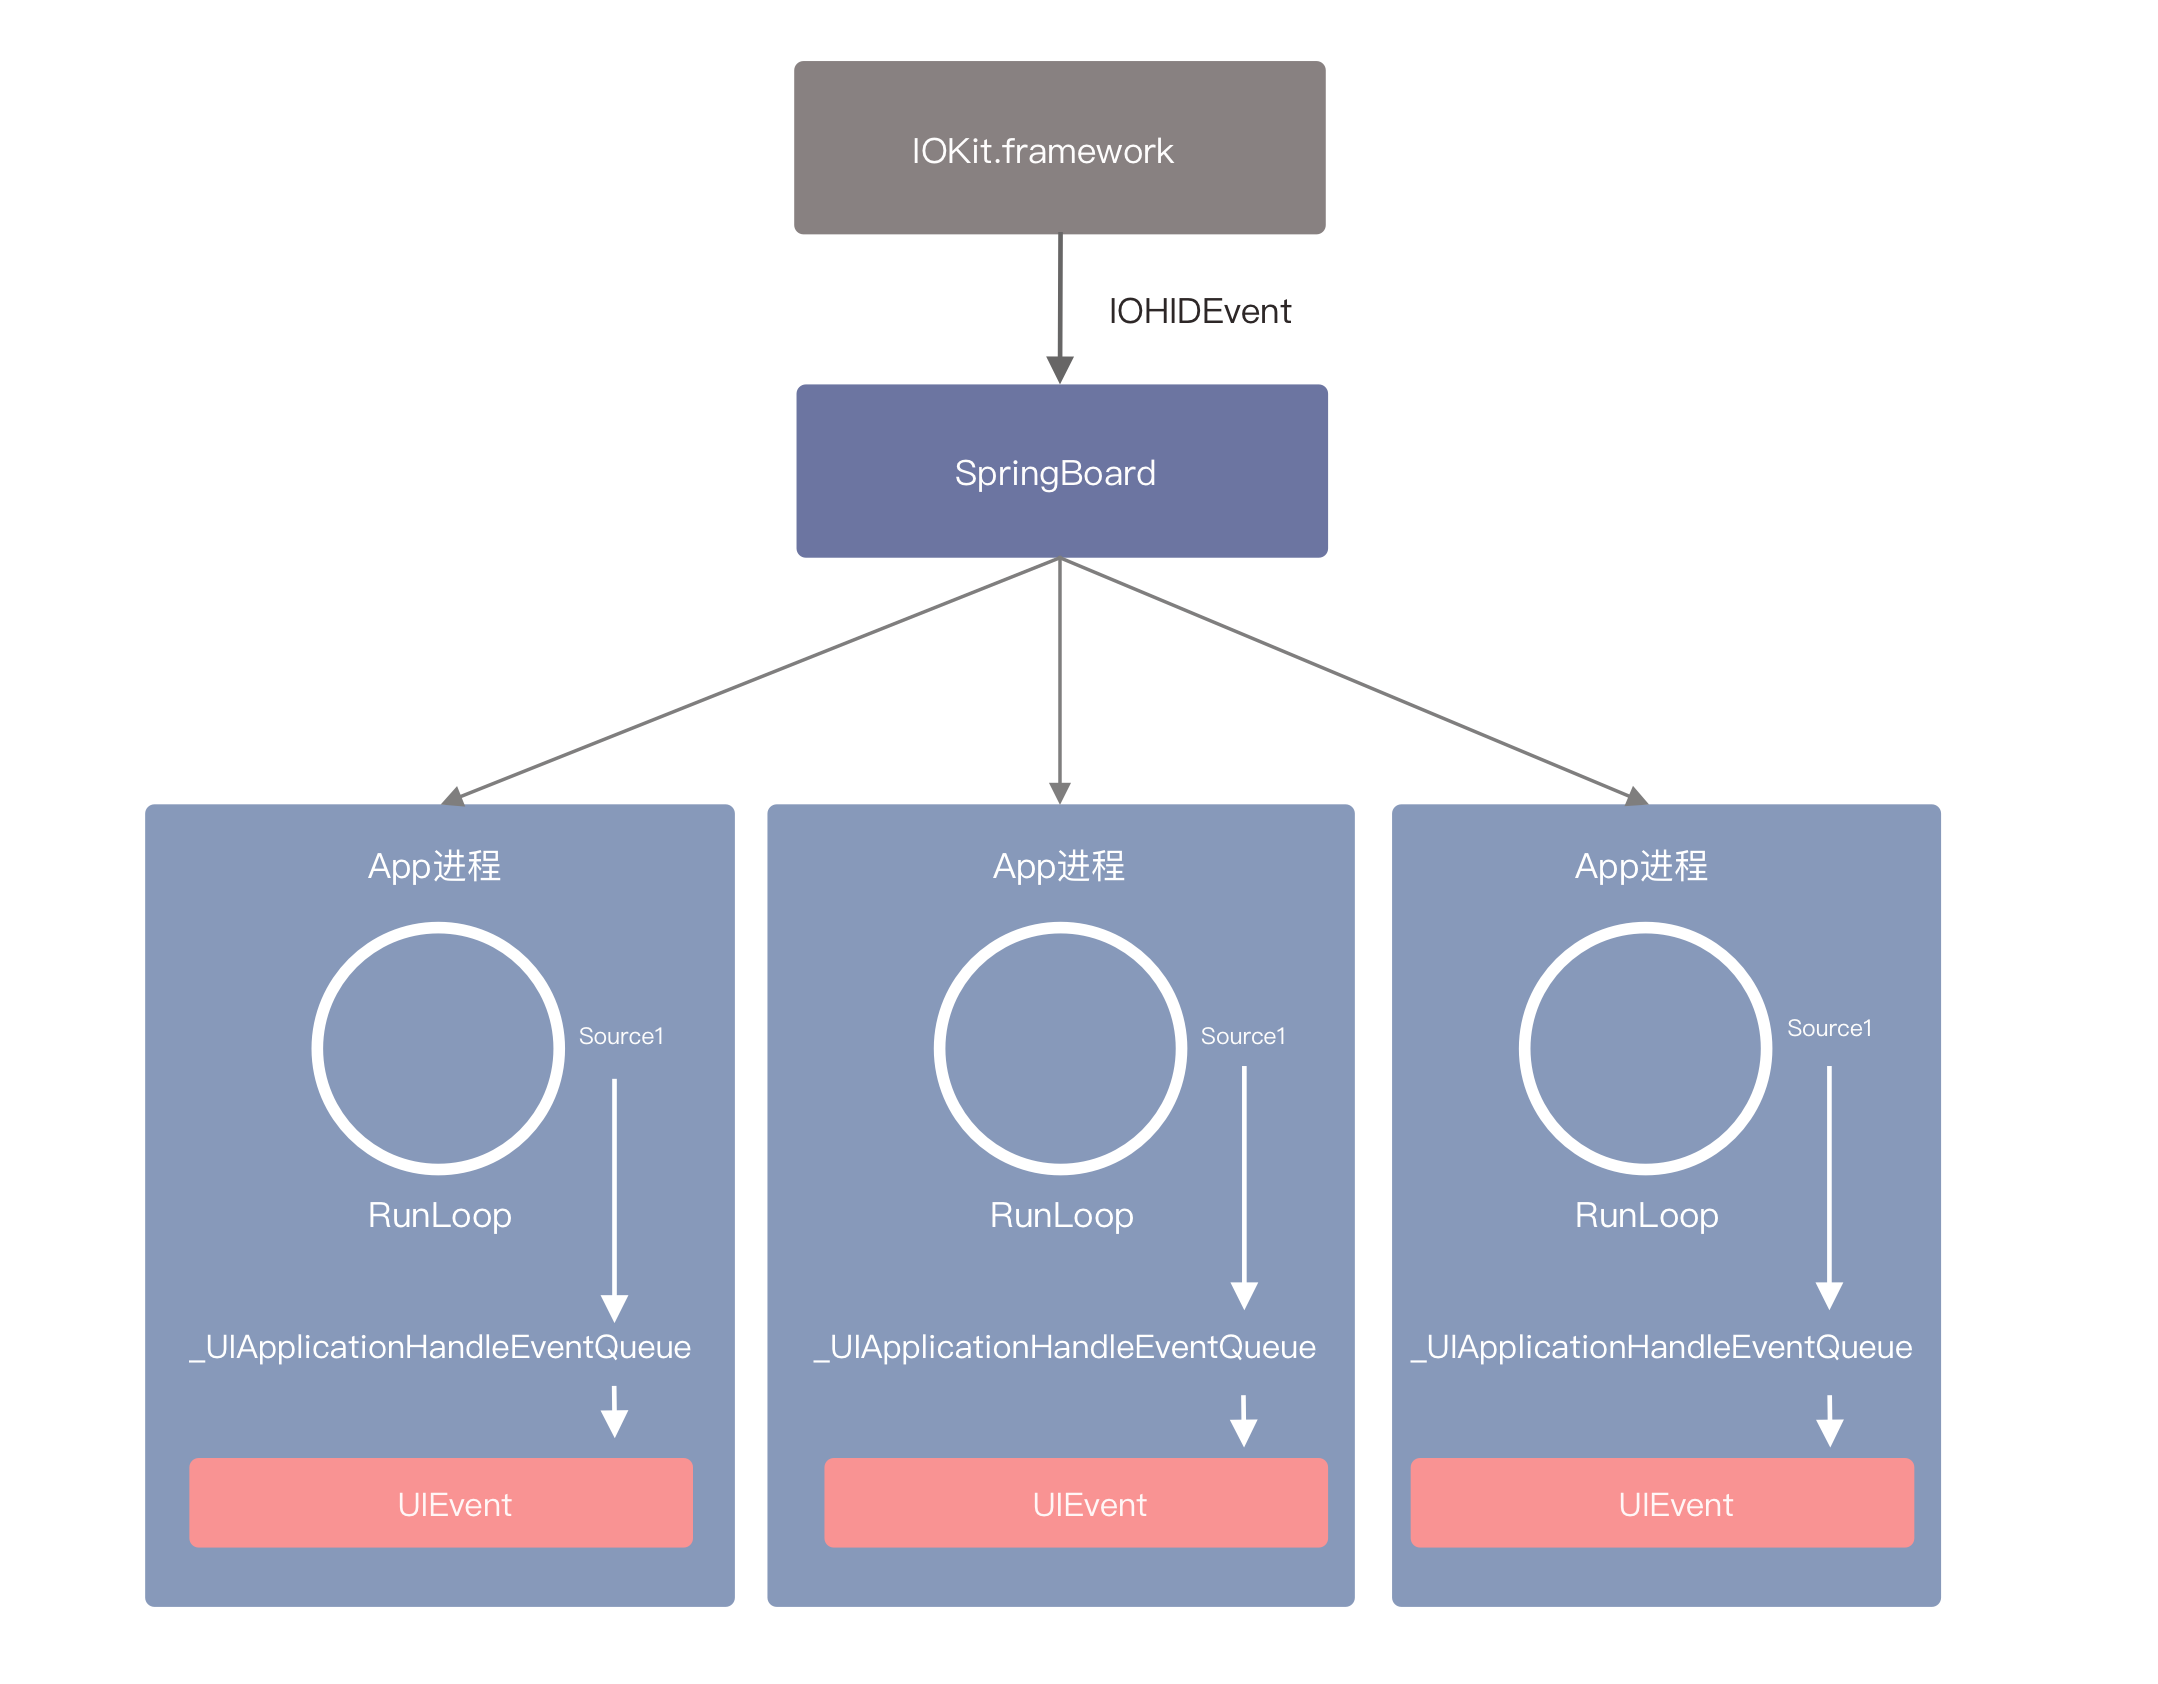 IOKit.framework
IOHIDEvent
SpringBoard
App进程
Source1
RunLoop
_UIApplicationHandleEventQueue
UIEvent
App进程
Source1
RunLoop
_UIApplicationHandleEventQueue
UIEvent
App进程
Source1
RunLoop
_UIApplicationHandleEventQueue
UIEvent